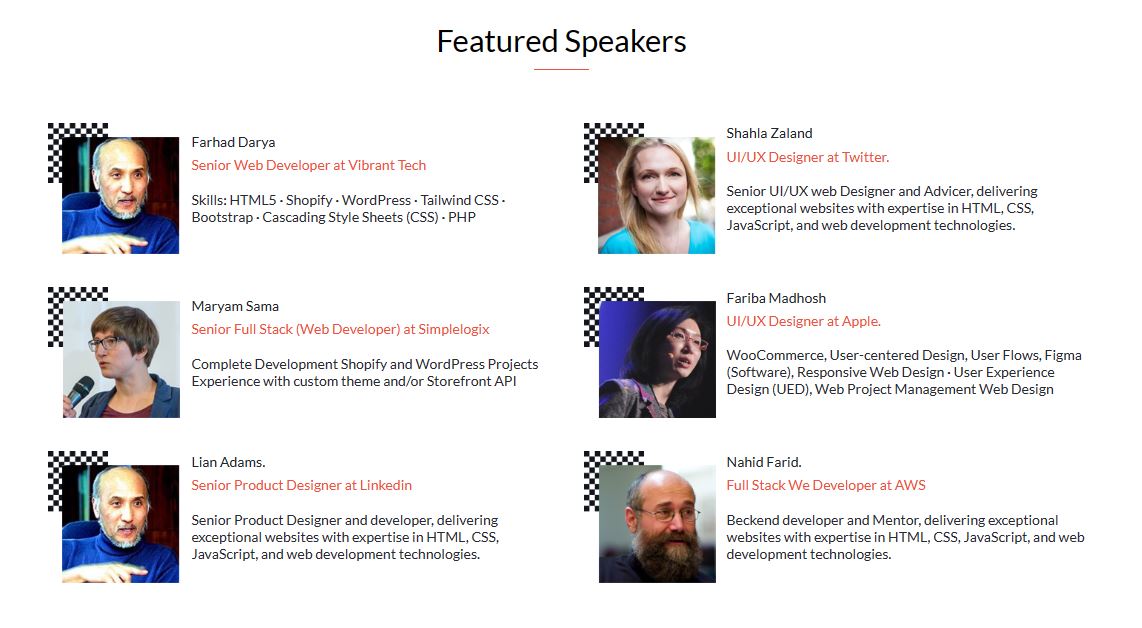 Featured Speakers
Farhad Darya
Senior Web Developer at Vibrant Tech
Skills: HTML5 · Shopify · WordPress · Tailwind CSS ·
Bootstrap · Cascading Style Sheets (CSS) · PHP
Shahla Zaland
UI/UX Designer at Twitter.
Senior UI/UX web Designer and Advicer, delivering
exceptional websites with expertise in HTML, CSS,
JavaScript, and web development technologies.
Maryam Sama
Senior Full Stack (Web Developer) at Simplelogix
Complete Development Shopify and WordPress Projects
Experience with custom theme and/or Storefront API
Fariba Madhosh
UI/UX Designer at Apple.
WooCommerce, User-centered Design, User Flows, Figma
(Software), Responsive Web Design · User Experience
Design (UED), Web Project Management Web Design
Lian Adams.
Senior Product Designer at Linkedin
Senior Product Designer and developer, delivering
exceptional websites with expertise in HTML, CSS,
JavaScript, and web development technologies.
Nahid Farid.
Full Stack We Developer at AWS
Beckend developer and Mentor, delivering exceptional
websites with expertise in HTML, CSS, JavaScript, and web
development technologies.